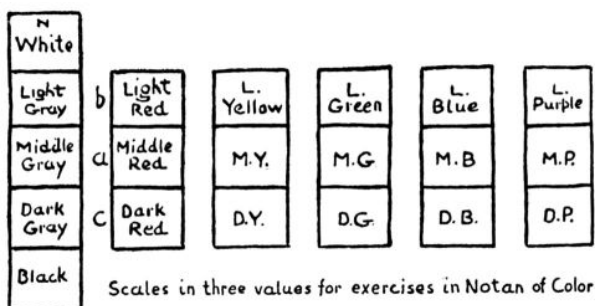 N
White
Light
Gray
b
Light
Red
L.
Yellow
L.
Green
L.
Blue
L.
Purple
Middle
Gray
a
Middle
Red
M.Y.
M.G
M.B
M.P.
Dark
Gray
c
Dark
Red
D.Y.
D.G.
D.B.
D.P.
Black
Scales in three values for exercises in Notan of Color